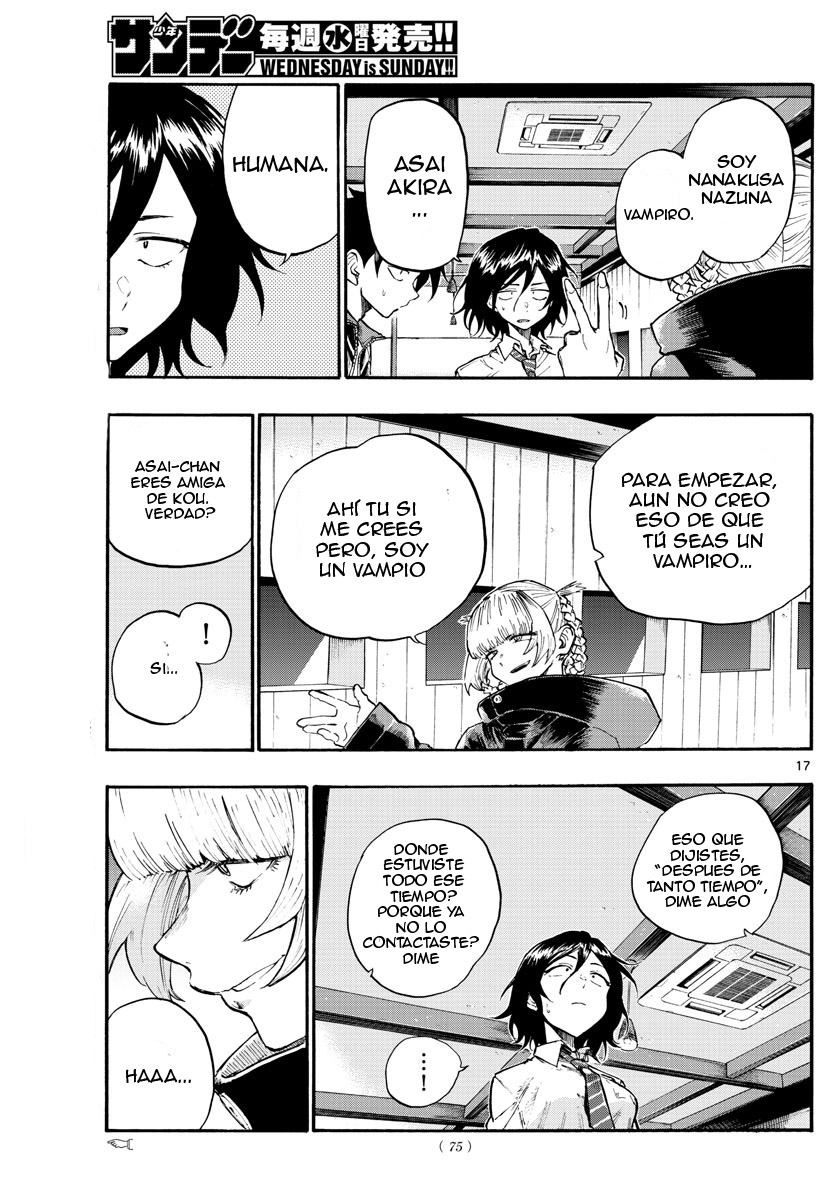 サンデー
少年
毎週水曜日発売!!
WEDNESDAY is SUNDAY!!
SOY
NANAKUSA
NAZUNA
VAMPIRO.
ASAI
AKIRA
...
HUMANA.
PARA EMPEZAR,
AUN NO CREO
ESO DE QUE
TÚ SEAS UN
VAMPIRO...
AHÍ TU SI
ME CREES
PERO, SOY
UN VAMPIO
ASAI-CHAN
ERES AMIGA
DE KOU.
VERDAD?
!
SI...
17
ESO QUE
DIJISTES,
"DESPUES DE
TANTO TIEMPO",
DIME ALGO
DONDE
ESTUVISTE
TODO ESE
TIEMPO?
PORQUE YA
NO LO
CONTACTASTE?
DIME
...!
HAAA...
( 75 )